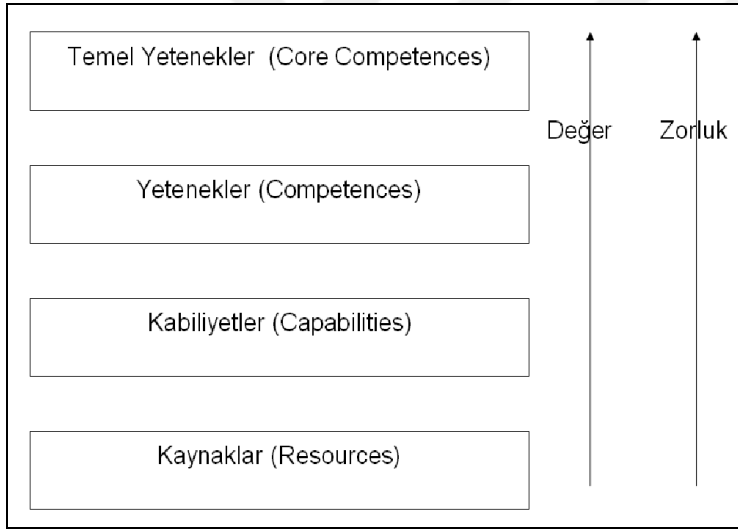 Temel Yetenekler (Core Competences)
Değer
Zorluk
Yetenekler (Competences)
Kabiliyetler (Capabilities)
Kaynaklar (Resources)